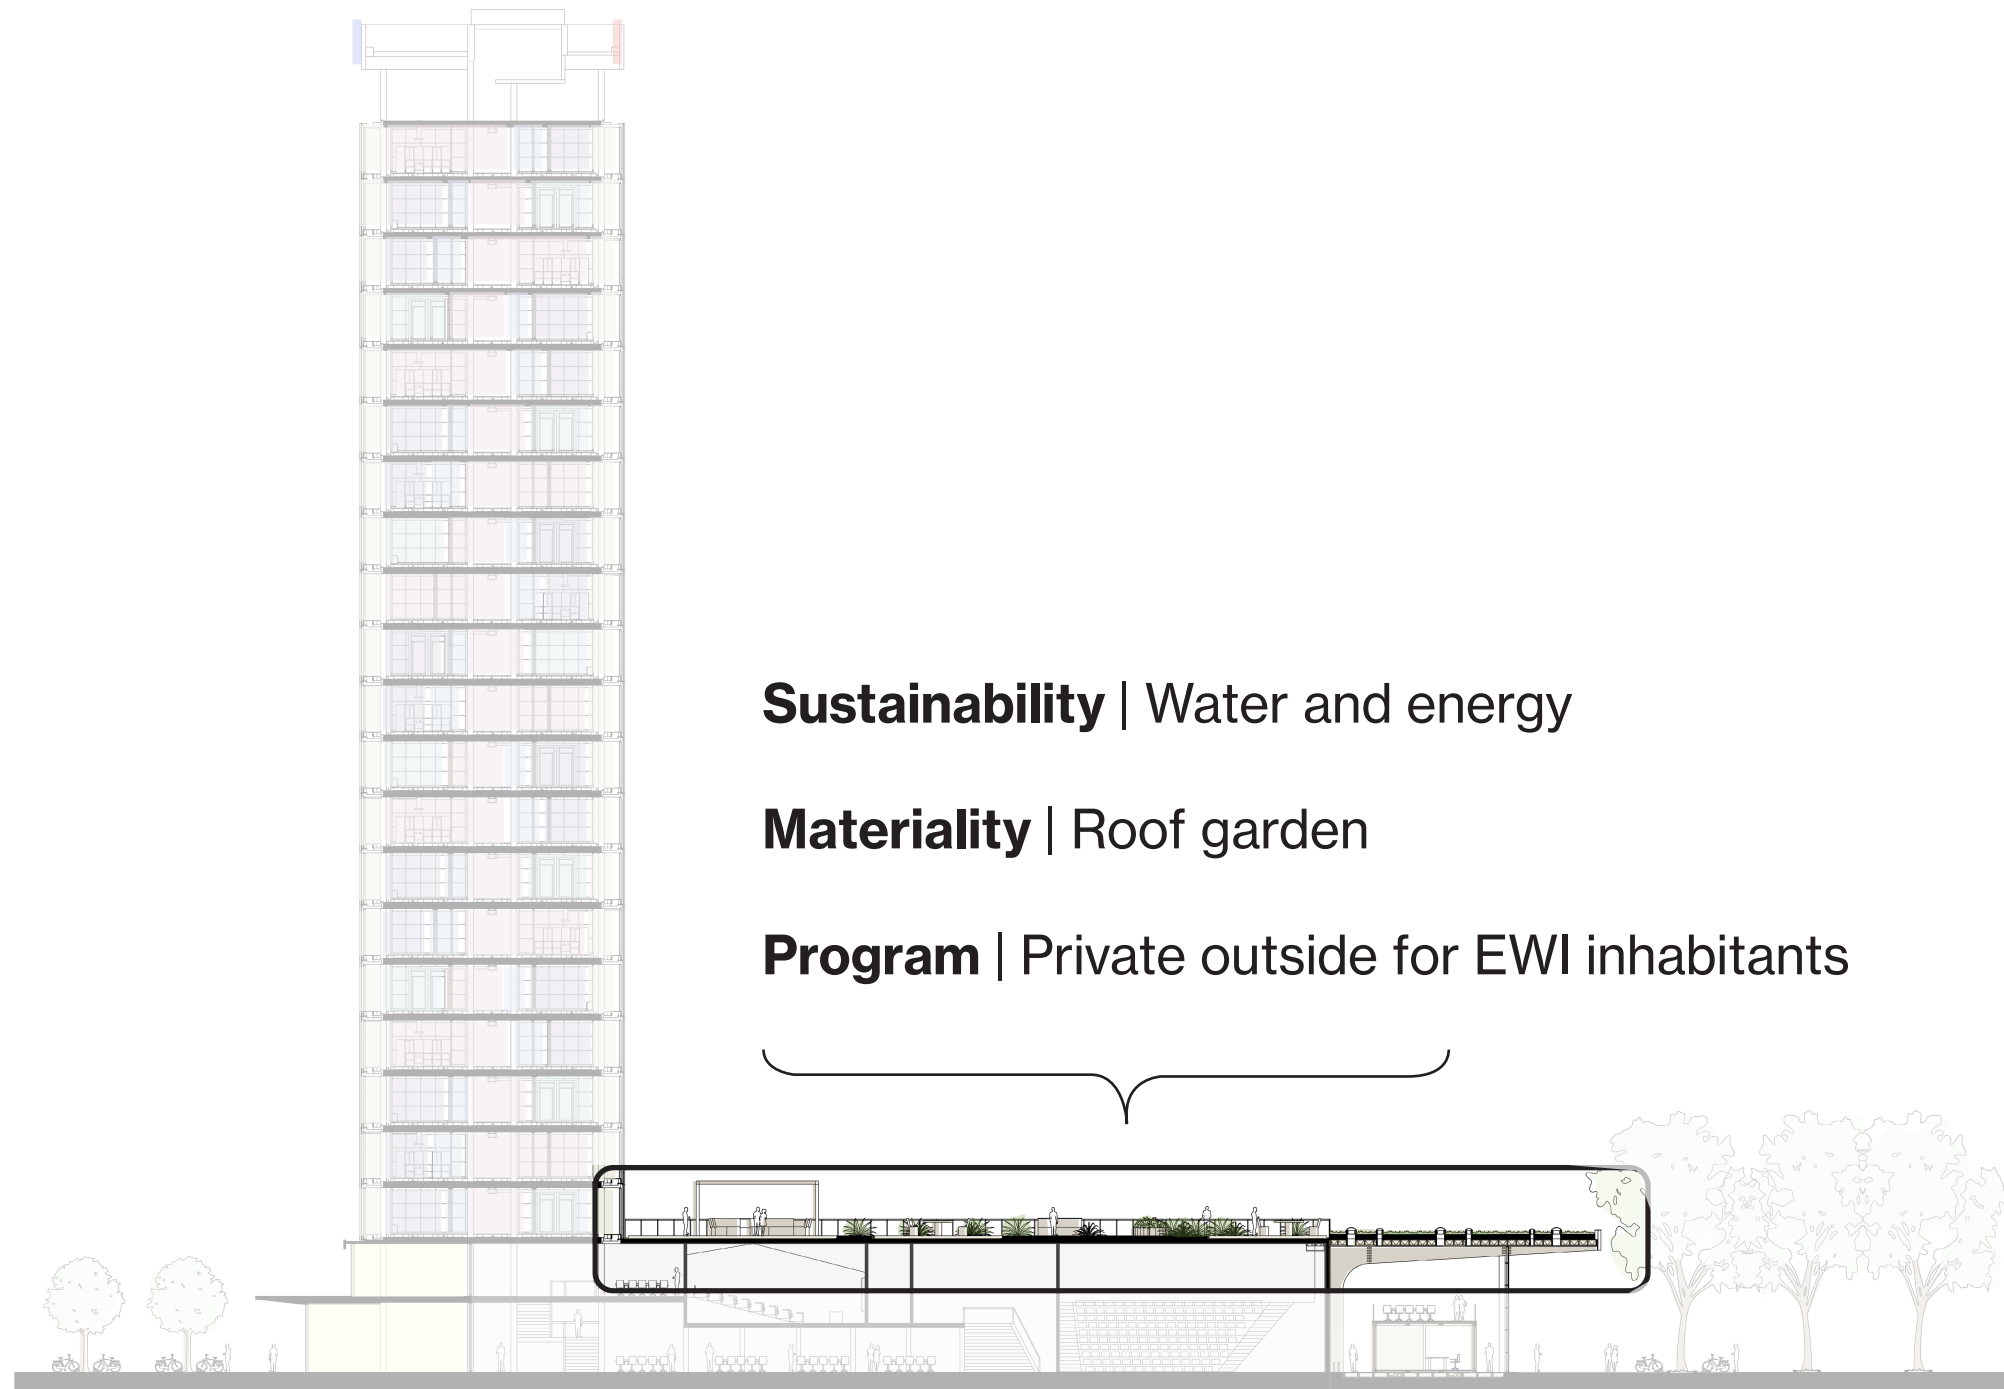 Sustainability | Water and energy
Materiality | Roof garden
Program | Private outside for EWI inhabitants